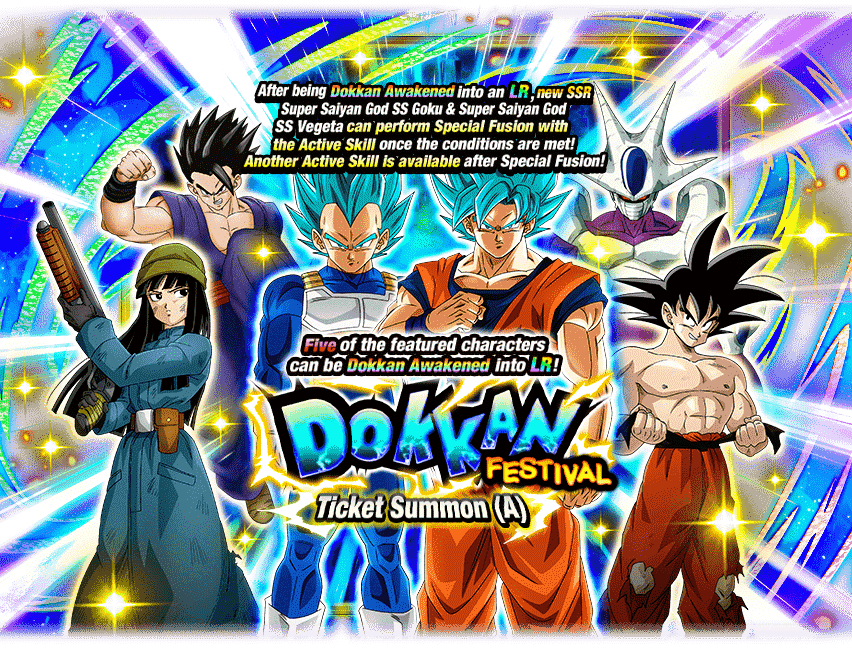 After being Dokkan Awakened into an LR, new SSR
Super Saiyan God SS Goku & Super Saiyan God
SS Vegeta can perform Special Fusion with
the Active Skill once the conditions are met!
Another Active Skill is available after Special Fusion!
Five of the featured characters
can be Dokkan Awakened into LR!
DOKKAN
FESTIVAL
Ticket Summon (A)